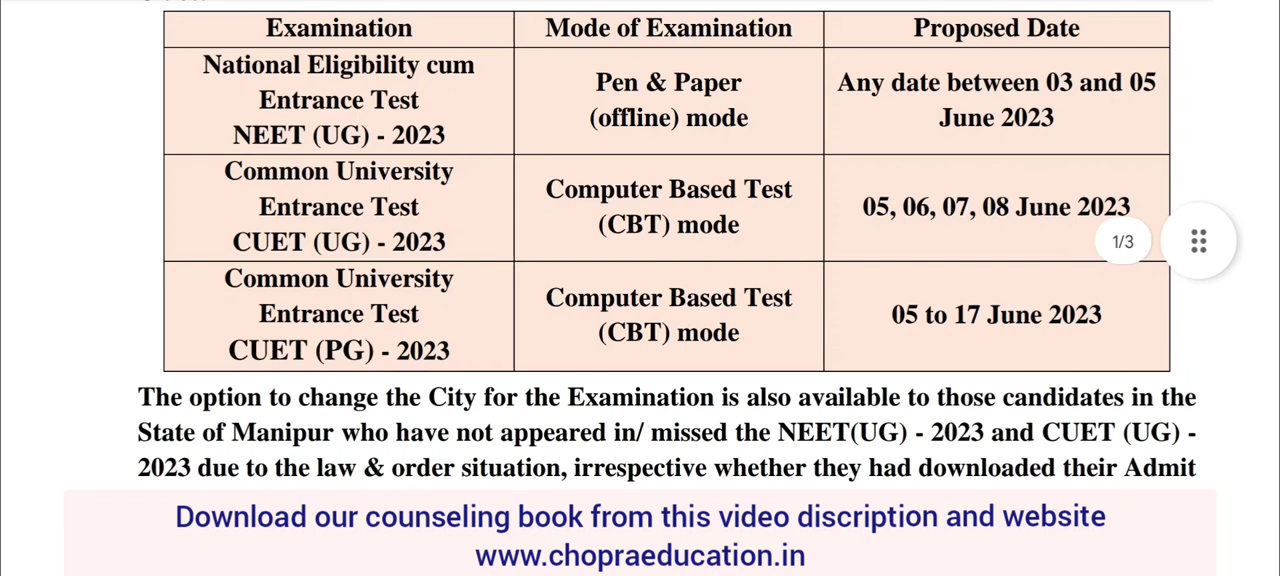 Examination Mode of Examination Proposed Date
National Eligibility cum
Entrance Test
NEET (UG) - 2023
Pen & Paper
(offline) mode
Any date between 03 and 05
June 2023
Common University
Entrance Test
CUET (UG) - 2023
Computer Based Test
(CBT) mode
05, 06, 07, 08 June 2023
1/3
Common University
Entrance Test
CUET (PG) - 2023
Computer Based Test
(CBT) mode
05 to 17 June 2023
The option to change the City for the Examination is also available to those candidates in the
State of Manipur who have not appeared in/ missed the NEET(UG) - 2023 and CUET (UG) -
2023 due to the law & order situation, irrespective whether they had downloaded their Admit
Download our counseling book from this video discription and website
www.chopraeducation.in